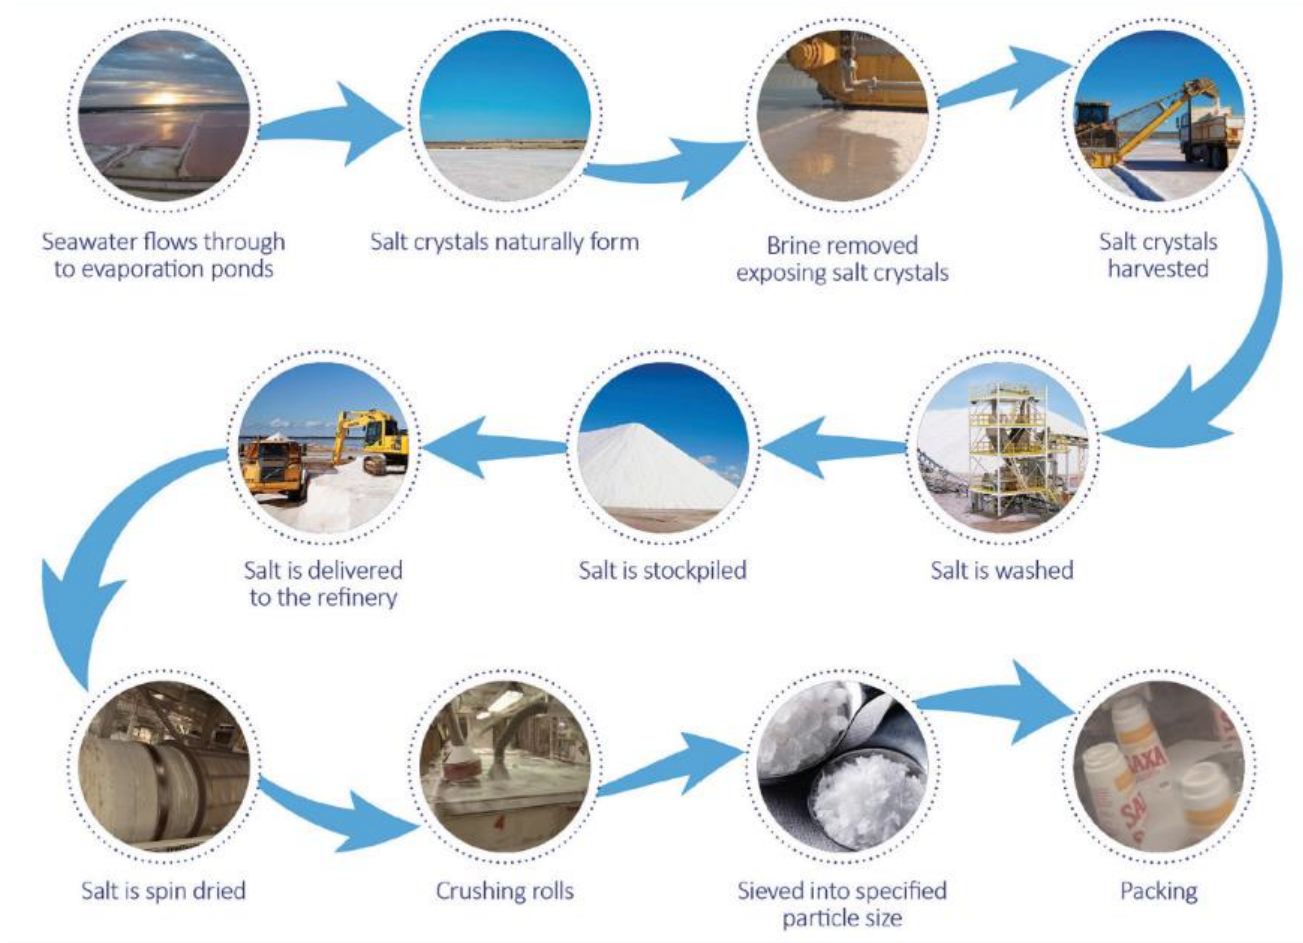 Seawater flows through
to evaporation ponds
Salt crystals naturally form
Brine removed
exposing salt crystals
Salt crystals
harvested
Salt is delivered
to the refinery
Salt is stockpiled
Salt is washed
Salt is spin dried
4
Crushing rolls
Sieved into specified
particle size
SAXA
Packing